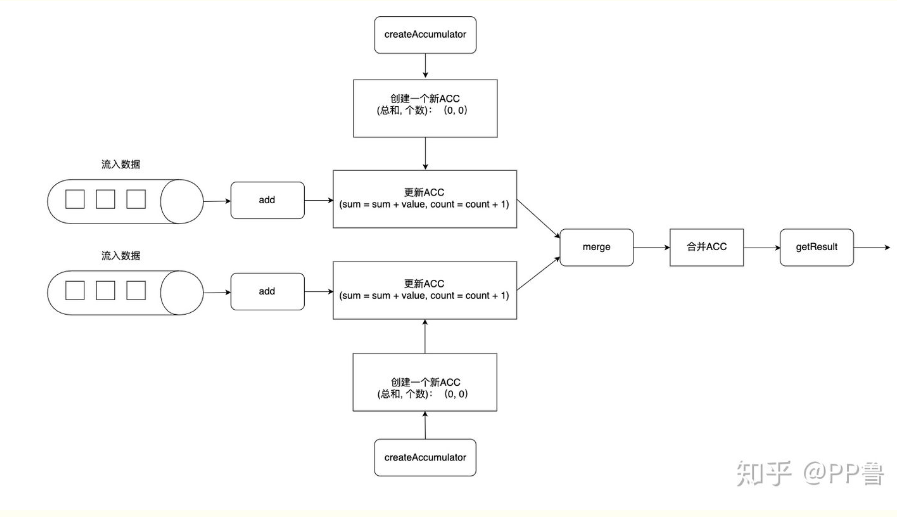 createAccumulator
创建一个新ACC
(总和, 个数)： （0, 0）
流入数据
add
更新ACC
(sum = sum + value, count = count + 1)
流入数据
add
更新ACC
(sum = sum + value, count = count + 1)
merge
合并ACC
getResult
创建一个新ACC
(总和, 个数)： （0, 0）
createAccumulator
知乎 @PP鲁